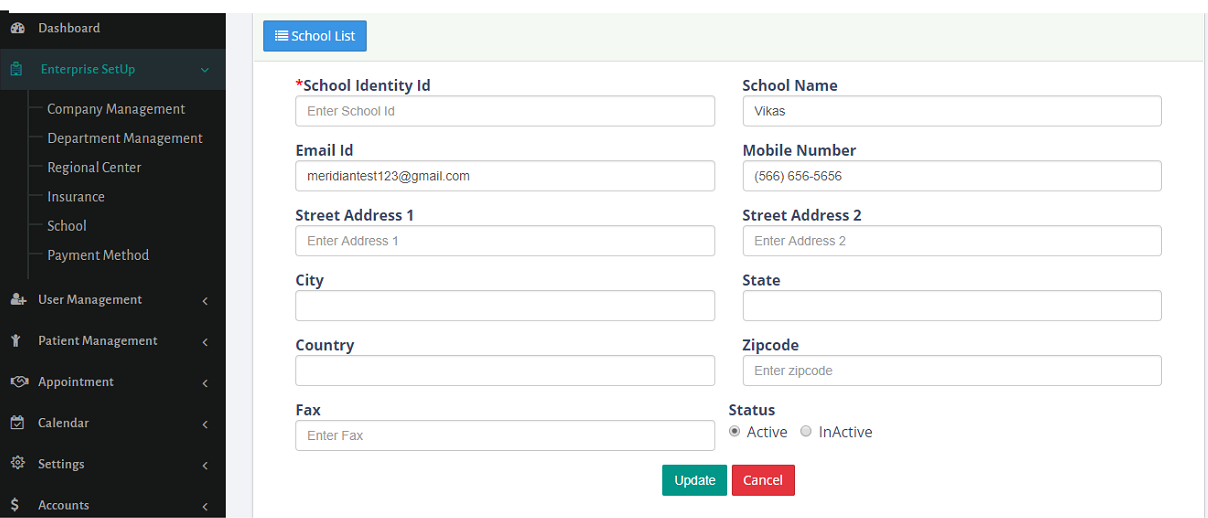 Dashboard
Enterprise SetUp
Company Management
Department Management
Regional Center
Insurance
School
Payment Method
User Management
Patient Management
Appointment
Calendar
Settings
$ Accounts
School List
*School Identity Id
Enter School Id
School Name
Vikas
Email Id
meridiantest123@gmail.com
Mobile Number
(566) 656-5656
Street Address 1
Enter Address 1
Street Address 2
Enter Address 2
City
State
Country
Zipcode
Enter zipcode
Fax
Enter Fax
Status
Active InActive
Update Cancel